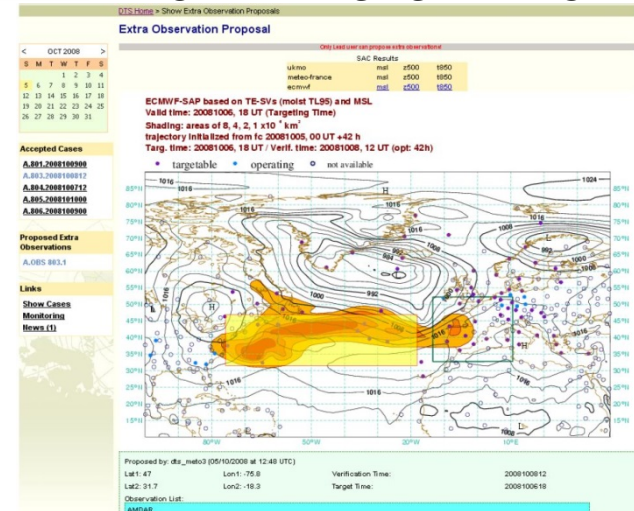 DTS Home > Show Extra Observation Proposals
Extra Observation Proposal
< OCT 2008 >
S M T W T F S
1 2 3 4
5 6 7 8 9 10 11
12 13 14 15 16 17 18
19 20 21 22 23 24 25
26 27 28 29 30 31
Accepted Cases
A.801.2008100900
A.803.2008100812
A.804.2008100712
A.805.2008101000
A.806.2008100900
Proposed Extra
Observations
A.OBS 803.1
Links
Show Cases
Monitoring
News (1)
Only Lead user can propose extra observations!
SAC Results
ukmo msl z500 t850
meteo-france msl z500 t850
ecmwf msl z500 t850
ECMWF-SAP based on TE-SVs (moist TL95) and MSL
Valid time: 20081006, 18 UT (Targeting Time)
Shading: areas of 8, 4, 2, 1 x10 km²
trajectory initialized from fc 20081005, 00 UT +42 h
Targ. time: 20081006, 18 UT / Verif. time: 20081008, 12 UT (opt: 42h)
targetable operating not available
Proposed by: dts_meto3 (05/10/2008 at 12:48 UTC)
Lat1: 47 Lon1: -75.8 Verification Time: 2008100812
Lat2: 31.7 Lon2: -18.3 Target Time: 2008100618
Observation List:
AMDAR